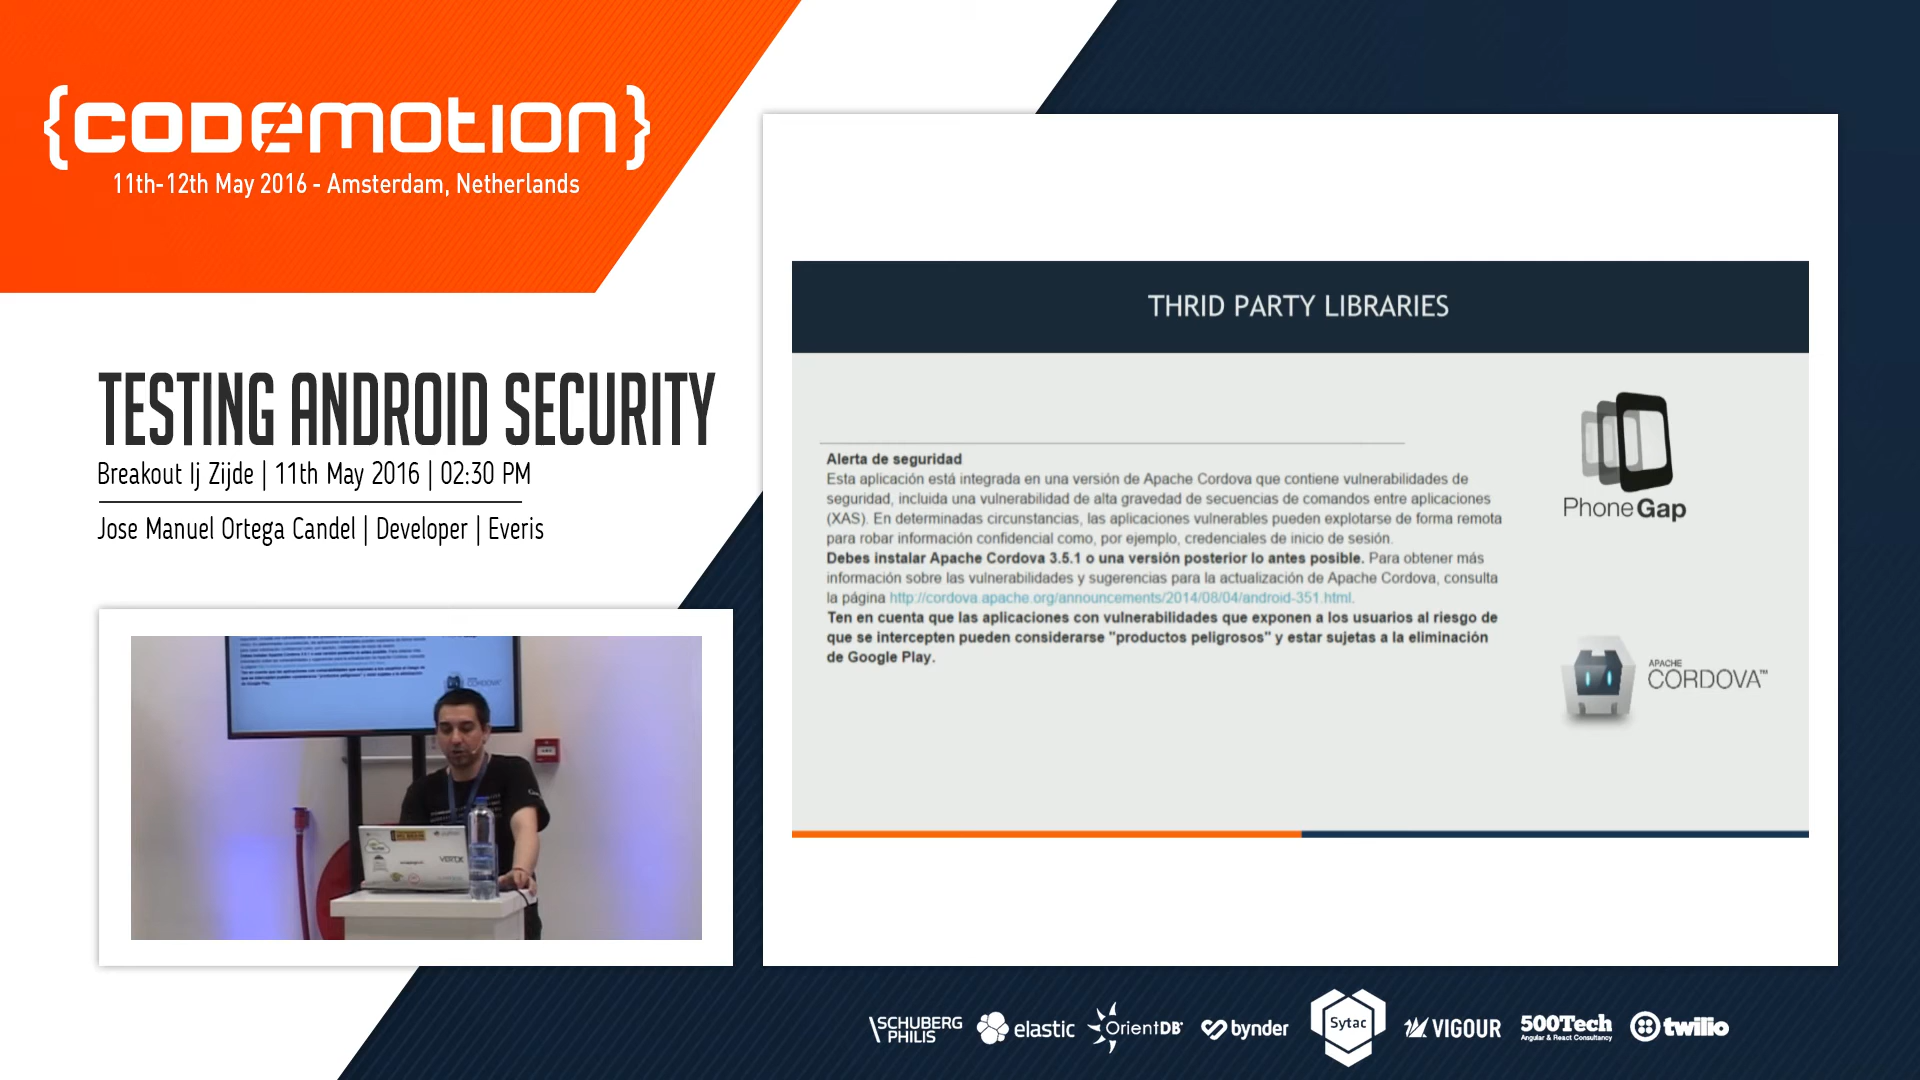 {CODEMOTION}
11th-12th May 2016 - Amsterdam, Netherlands
TESTING ANDROID SECURITY
Breakout Ij Zijde | 11th May 2016 | 02:30 PM
Jose Manuel Ortega Candel | Developer | Everis
THRID PARTY LIBRARIES
Alerta de seguridad
Esta aplicación está integrada en una versión de Apache Cordova que contiene vulnerabilidades de
seguridad, incluida una vulnerabilidad de alta gravedad de secuencias de comandos entre aplicaciones
(XAS). En determinadas circunstancias, las aplicaciones vulnerables pueden explotarse de forma remota
para robar información confidencial como, por ejemplo, credenciales de inicio de sesión.
Debes instalar Apache Cordova 3.5.1 o una versión posterior lo antes posible. Para obtener más
información sobre las vulnerabilidades y sugerencias para la actualización de Apache Cordova, consulta
la página http://cordova.apache.org/announcements/2014/08/04/android-351.html.
Ten en cuenta que las aplicaciones con vulnerabilidades que exponen a los usuarios al riesgo de
que se intercepten pueden considerarse "productos peligrosos" y estar sujetas a la eliminación
de Google Play.
PhoneGap
APACHE
CORDOVA™
SCHUBERG
PHILIS
elastic
OrientDB
bynder
Sytac
VIGOUR
500Tech
Angular & React Consultancy
twilio